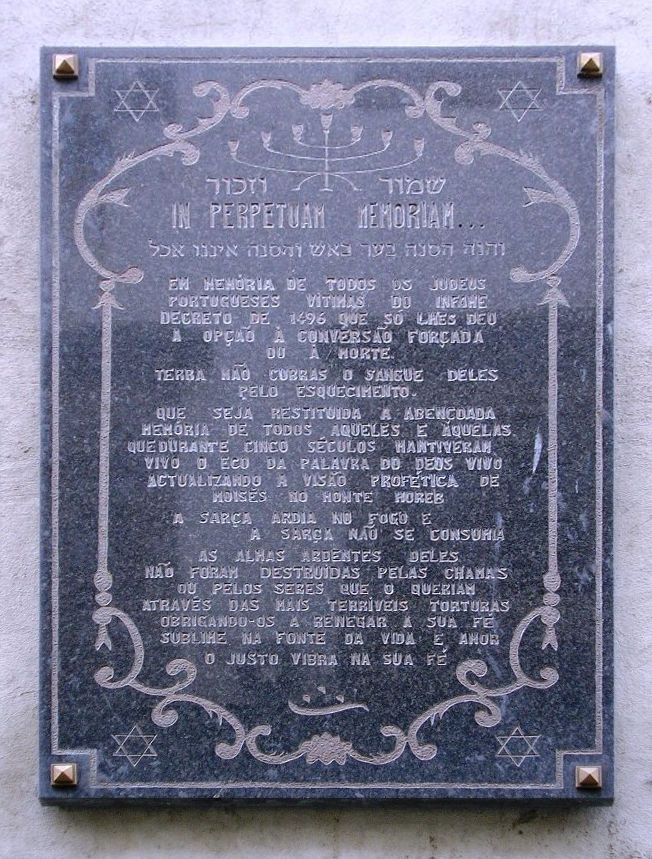 שמור וזכור
IN PERPETUAM MEMORIAM...
והנה הסנה בער באש והסנה איננו אכל
EM MEMÓRIA DE TODOS OS JUDEUS
PORTUGUESES VÍTIMAS DO INFAME
DECRETO DE 1496 QUE SÓ LHES DEU
A OPÇÃO À CONVERSÃO FORÇADA
OU À MORTE.
TERRA NÃO CUBRAS O SANGUE DELES
PELO ESQUECIMENTO.
QUE SEJA RESTITUIDA A ABENÇOADA
MEMÓRIA DE TODOS AQUELES E ÁQUELAS
QUEDURANTE CINCO SÉCULOS MANTIVERAM
VIVO O ECO DA PALAVRA DO DEUS VIVO
ACTUALIZANDO A VISÃO PROFÉTICA DE
MOISÉS NO MONTE HOREB
A SARÇA ARDIA NO FOGO E
A SARÇA NÃO SE CONSUMIA
AS ALMAS ARDENTES DELES
NÃO FORAM DESTRUÍDAS PELAS CHAMAS
OU PELOS SERES QUE O QUERIAM
ATRAVÉS DAS MAIS TERRÍVEIS TORTURAS
OBRIGANDO-OS A RENEGAR A SUA FÉ
SUBLIME NA FONTE DA VIDA E AMOR
O JUSTO VIBRA NA SUA FÉ